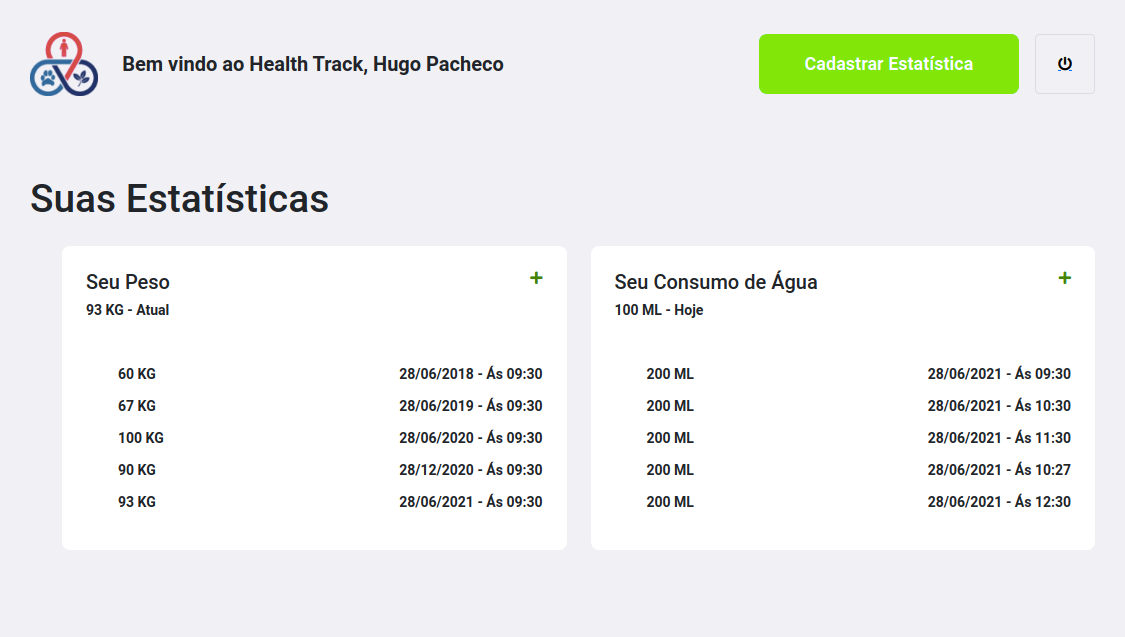 Bem vindo ao Health Track, Hugo Pacheco
Cadastrar Estatística
Suas Estatísticas
Seu Peso
93 KG - Atual
60 KG 28/06/2018 - Ás 09:30
67 KG 28/06/2019 - Ás 09:30
100 KG 28/06/2020 - Ás 09:30
90 KG 28/12/2020 - Ás 09:30
93 KG 28/06/2021 - Ás 09:30
Seu Consumo de Água
100 ML - Hoje
200 ML 28/06/2021 - Ás 09:30
200 ML 28/06/2021 - Ás 10:30
200 ML 28/06/2021 - Ás 11:30
200 ML 28/06/2021 - Ás 10:27
200 ML 28/06/2021 - Ás 12:30